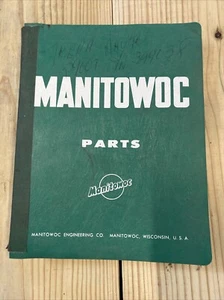 MANITOWOC
PARTS
Manitowoc
MANITOWOC ENGINEERING CO. MANITOWOC, WISCONSIN, U. S. A.